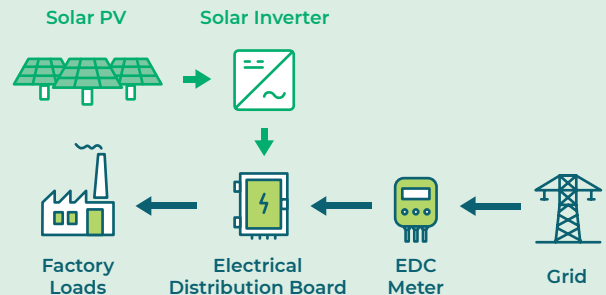 Solar PV
Solar Inverter
Factory
Loads
Electrical
Distribution Board
EDC
Meter
Grid